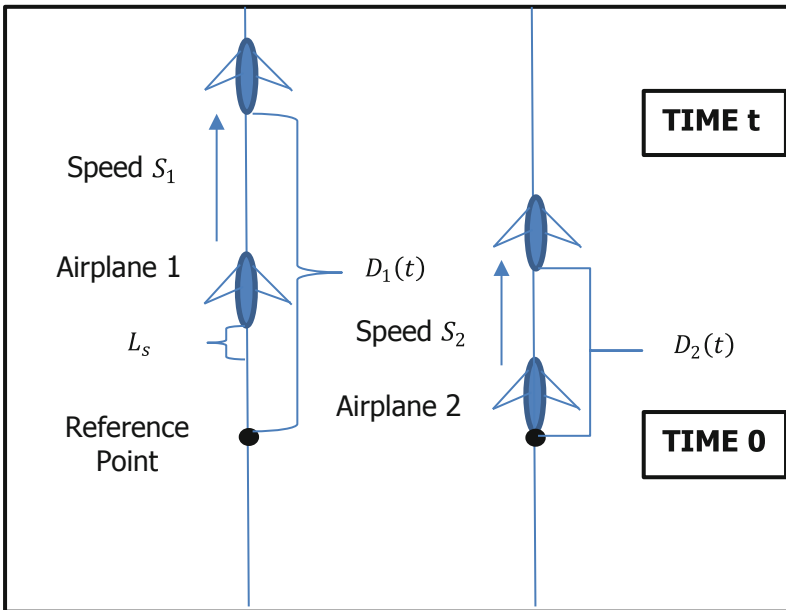 TIME t
Speed S₁
Airplane 1
D₁(t)
Lₛ
Speed S₂
D₂(t)
Airplane 2
Reference
Point
TIME 0